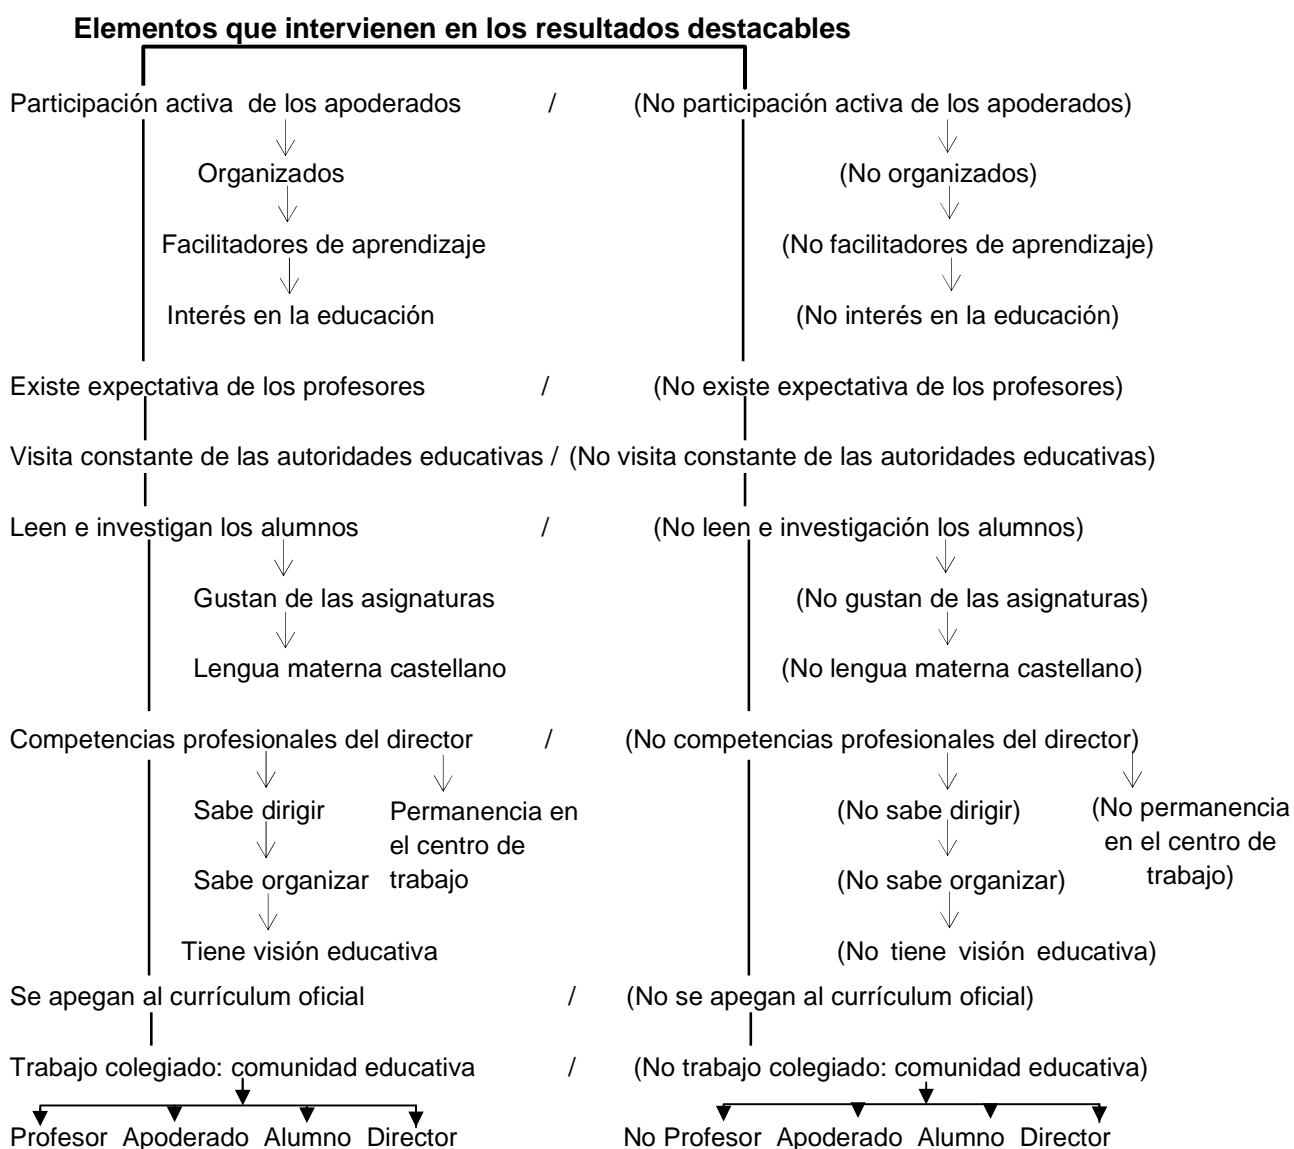 Elementos que intervienen en los resultados destacables
Participación activa de los apoderados / (No participación activa de los apoderados)
Organizados (No organizados)
Facilitadores de aprendizaje (No facilitadores de aprendizaje)
Interés en la educación (No interés en la educación)
Existe expectativa de los profesores / (No existe expectativa de los profesores)
Visita constante de las autoridades educativas / (No visita constante de las autoridades educativas)
Leen e investigan los alumnos / (No leen e investigación los alumnos)
Gustan de las asignaturas (No gustan de las asignaturas)
Lengua materna castellano (No lengua materna castellano)
Competencias profesionales del director / (No competencias profesionales del director)
Sabe dirigir Permanencia en (No sabe dirigir) (No permanencia
el centro de en el centro de
Sabe organizar trabajo (No sabe organizar) trabajo)
Tiene visión educativa (No tiene visión educativa)
Se apegan al currículum oficial / (No se apegan al currículum oficial)
Trabajo colegiado: comunidad educativa / (No trabajo colegiado: comunidad educativa)
Profesor Apoderado Alumno Director No Profesor Apoderado Alumno Director